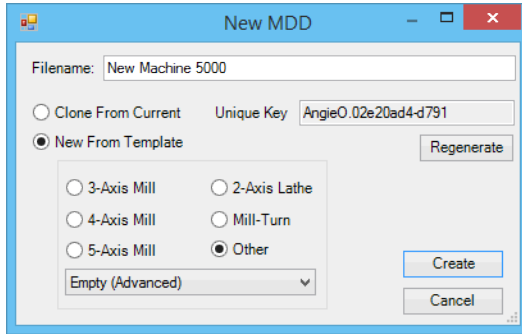 New MDD
Filename: New Machine 5000
Clone From Current Unique Key AngieO.02e20ad4-d791
New From Template Regenerate
3-Axis Mill 2-Axis Lathe
4-Axis Mill Mill-Turn
5-Axis Mill Other
Empty (Advanced)
Create
Cancel